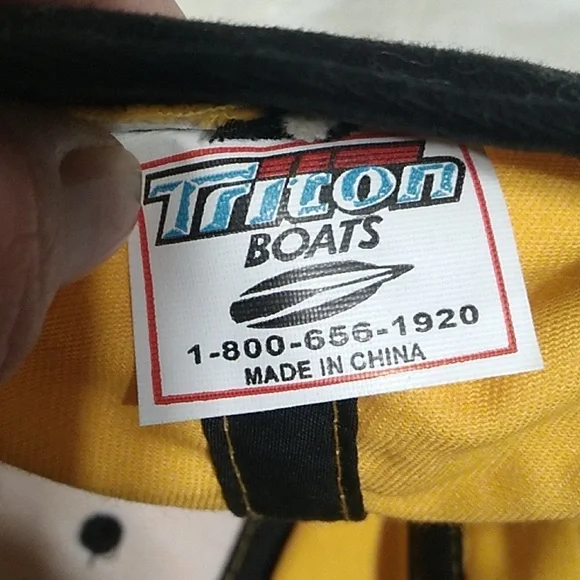 Triton
BOATS
1-800-656-1920
MADE IN CHINA